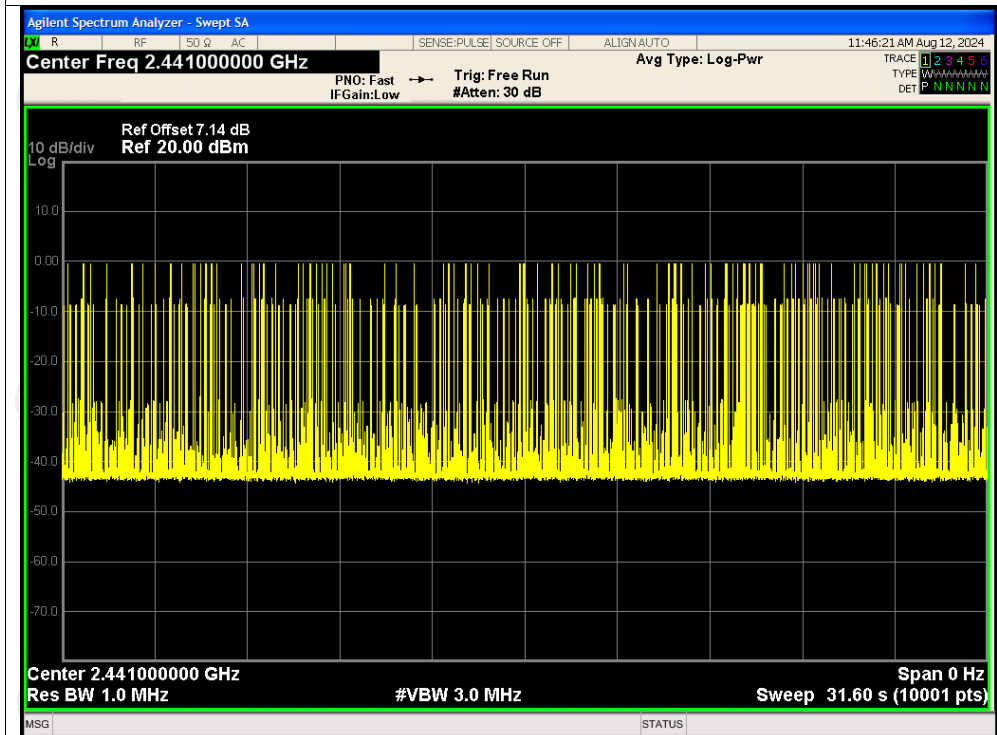 Agilent Spectrum Analyzer - Swept SA
LXI R RF 50 Ω AC SENSE:PULSE SOURCE OFF ALIGN AUTO 11:46:21 AM Aug 12, 2024
Center Freq 2.441000000 GHz
PNO: Fast
IFGain:Low
Trig: Free Run
#Atten: 30 dB
Avg Type: Log-Pwr
TRACE 1 2 3 4 5 6
TYPE WWWWWW
DET P N N N N N
Ref Offset 7.14 dB
10 dB/div Ref 20.00 dBm
Log
10.0
0.00
-10.0
-20.0
-30.0
-40.0
-50.0
-60.0
-70.0
Center 2.441000000 GHz Span 0 Hz
Res BW 1.0 MHz #VBW 3.0 MHz Sweep 31.60 s (10001 pts)
MSG STATUS